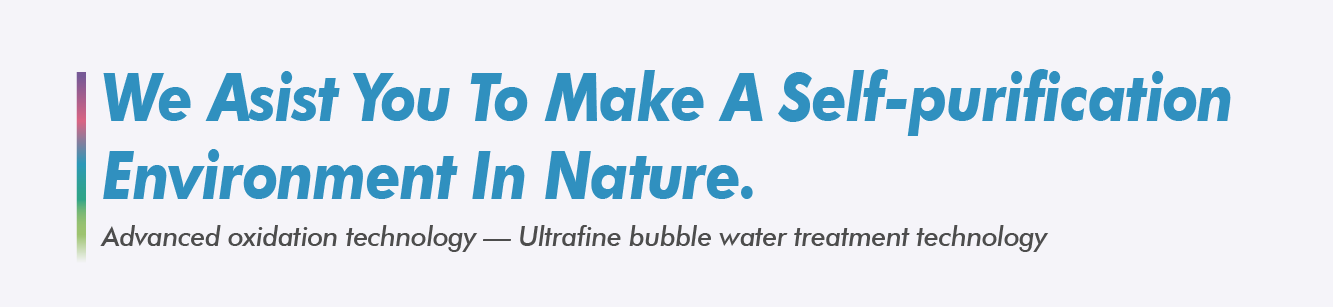 We Asist You To Make A Self-purification
Environment In Nature.
Advanced oxidation technology — Ultrafine bubble water treatment technology